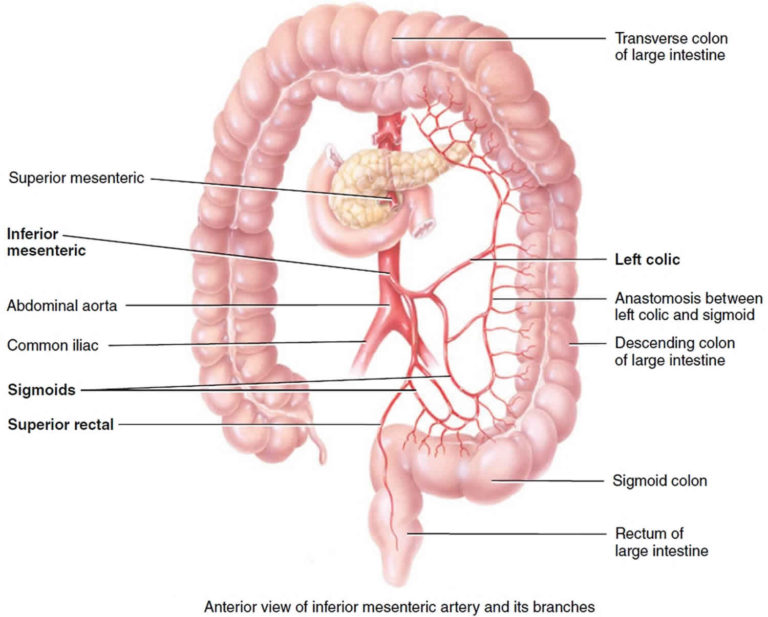 Transverse colon
of large intestine
Superior mesenteric
Inferior
mesenteric
Left colic
Abdominal aorta
Anastomosis between
left colic and sigmoid
Common iliac
Descending colon
of large intestine
Sigmoids
Superior rectal
Sigmoid colon
Rectum of
large intestine
Anterior view of inferior mesenteric artery and its branches